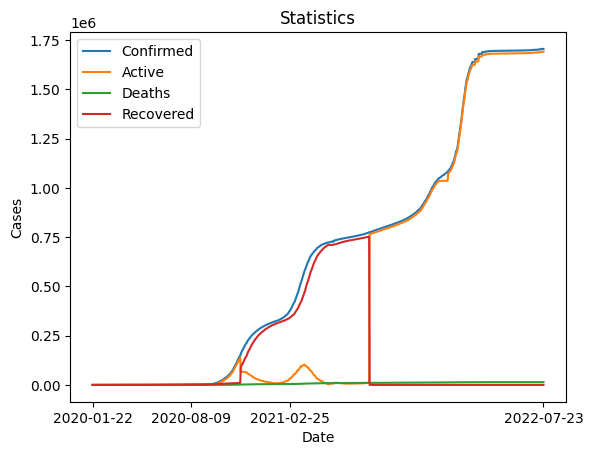 Statistics
1e6
1.75
1.50
1.25
1.00
0.75
0.50
0.25
0.00
Cases
Confirmed
Active
Deaths
Recovered
2020-01-22 2020-08-09 2021-02-25 2022-07-23
Date